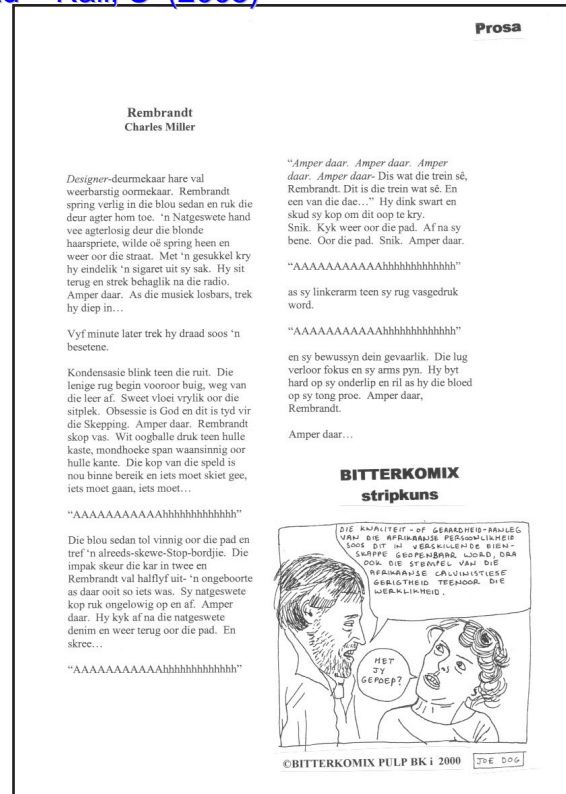 Kall, C (2003)
Prosa
Rembrandt
Charles Miller
Designer-deurmekaar hare val
weerbarstig oormekaar. Rembrandt
spring verlig in die blou sedan en ruk die
deur agter hom toe. ‘n Natgeswete hand
vee agterlosig deur die blonde
haarspriete, wilde oë spring heen en
weer oor die straat. Met ‘n gesukkel kry
hy eindelik ‘n sigaret uit sy sak. Hy sit
terug en strek behaglik na die radio.
Amper daar. As die musiek losbars, trek
hy diep in…
Vyf minute later trek hy draad soos ‘n
besetene.
Kondensasie blink teen die ruit. Die
lenige rug begin vooroor buig, weg van
die leer af. Sweet vloei vrylik oor die
sitplek. Obsessie is God en dit is tyd vir
die Skepping. Amper daar. Rembrandt
skop vas. Wit oogballe druk teen hulle
kaste, mondhoeke span waansinnig oor
hulle kante. Die kop van die speld is
nou binne bereik en iets moet skiet gee,
iets moet gaan, iets moet…
“AAAAAAAAAAAhhhhhhhhhhhhh”
Die blou sedan tol vinnig oor die pad en
tref ‘n alreeds-skewe-Stop-bordjie. Die
impak skeur die kar in twee en
Rembrandt val halflyf uit- ‘n ongeboorte
as daar ooit so iets was. Sy natgeswete
kop ruk ongelowig op en af. Amper
daar. Hy kyk af na die natgeswete
denim en weer terug oor die pad. En
skree…
“AAAAAAAAAAAhhhhhhhhhhhhh”
“Amper daar. Amper daar. Amper
daar. Amper daar- Dis wat die trein sê,
Rembrandt. Dit is die trein wat sê. En
een van die dae…” Hy dink swart en
skud sy kop om dit oop te kry.
Snik. Kyk weer oor die pad. Af na sy
bene. Oor die pad. Snik. Amper daar.
“AAAAAAAAAAAhhhhhhhhhhhhh”
as sy linkerarm teen sy rug vasgedruk
word.
“AAAAAAAAAAAhhhhhhhhhhhhh”
en sy bewussyn dein gevaarlik. Die lug
verloor fokus en sy arms pyn. Hy byt
hard op sy onderlip en ril as hy die bloed
op sy tong proe. Amper daar,
Rembrandt.
Amper daar…
BITTERKOMIX
stripkuns
DIE KWALITEIT-OF GEAARDHEID-AANLEG
VAN DIE AFRIKAANSE PERSOONLIKHEID
SOOS DIT IN VERSKILLENDE EIEN-
SKAPPE GEOPENBAAR WORD, DRA
OOK DIE STEMPEL VAN DIE
AFRIKAANSE CALVINISTIESE
GERIGTHEID TEENOOR DIE
WERKLIKHEID.
HET
JY
GEPOEP?
©BITTERKOMIX PULP BK i 2000
JOE DOG